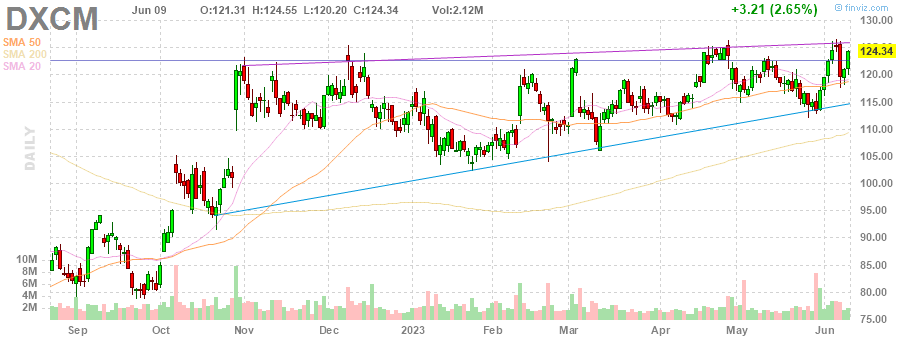 © finviz.com
DXCM
Jun 09 O:121.31 H:124.55 L:120.20 C:124.34 Vol:2.12M +3.21 (2.65%)
SMA 50
SMA 200
SMA 20
DAILY
130.00
124.34
120.00
115.00
110.00
105.00
100.00
95.00
90.00
85.00
80.00
75.00
10M
8M
6M
4M
2M
Sep Oct Nov Dec 2023 Feb Mar Apr May Jun